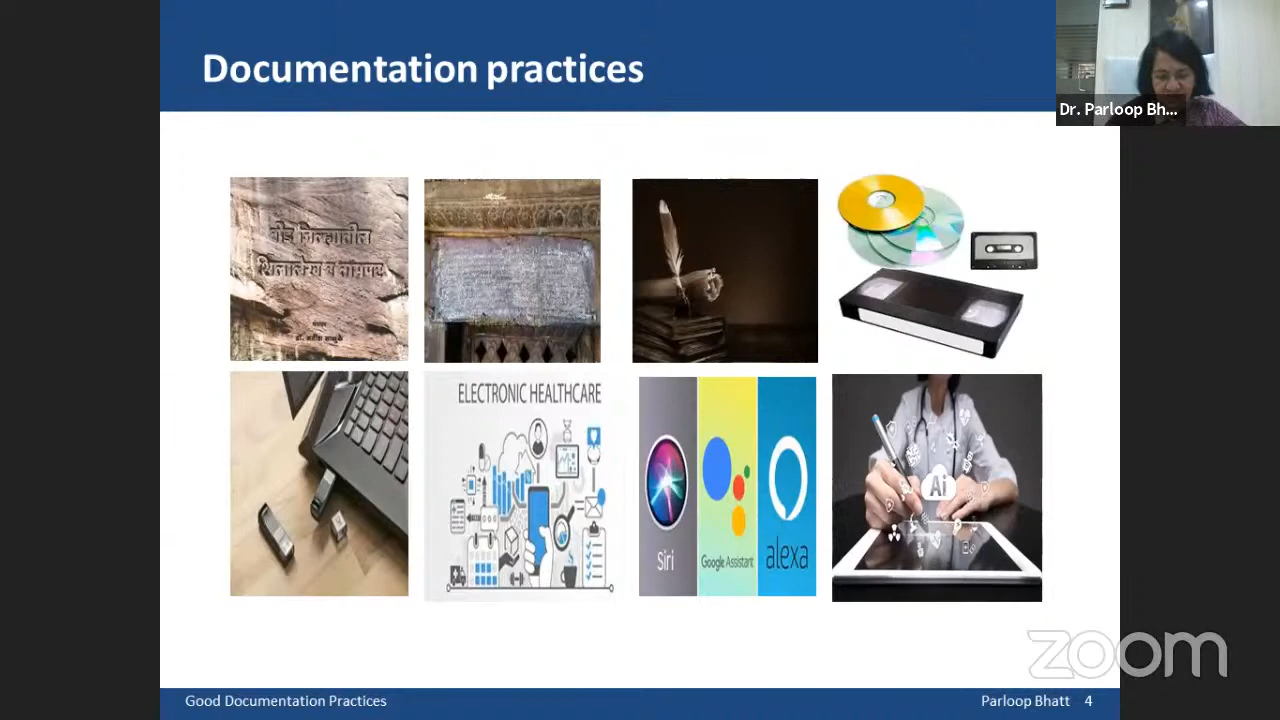 Documentation practices
Dr. Parloop Bh...
बीड जिल्ह्यातील
शिलालेख व ताम्रपट
ELECTRONIC HEALTHCARE
Siri
Google Assistant
alexa
Ai
zoom
Good Documentation Practices
Parloop Bhatt 4